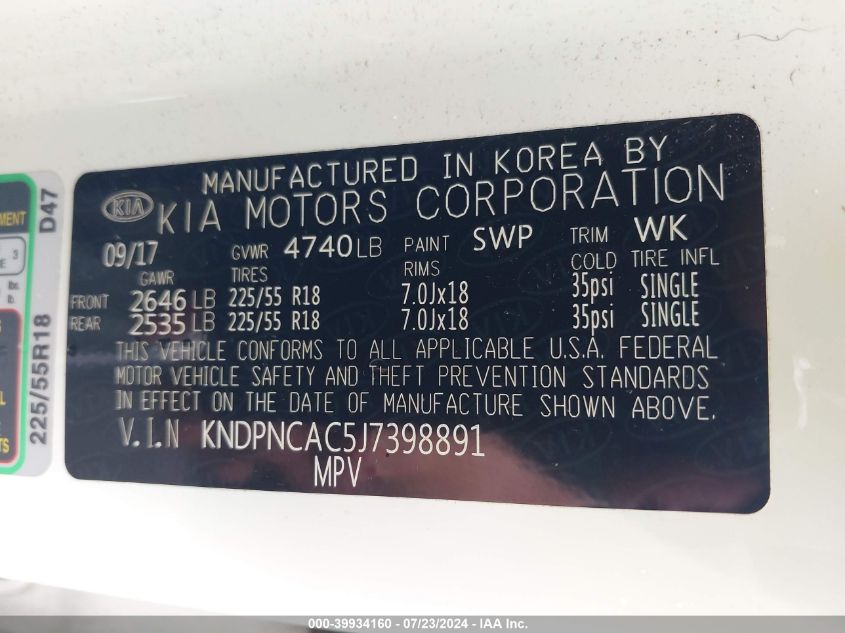 MANUFACTURED IN KOREA BY
KIA KIA MOTORS CORPORATION
09/17 GVWR 4740 LB PAINT SWP TRIM WK
GAWR TIRES RIMS COLD TIRE INFL
FRONT 2646 LB 225/55 R18 7.0Jx18 35psi SINGLE
REAR 2535 LB 225/55 R18 7.0Jx18 35psi SINGLE
THIS VEHICLE CONFORMS TO ALL APPLICABLE U.S.A. FEDERAL
MOTOR VEHICLE SAFETY AND THEFT PREVENTION STANDARDS
IN EFFECT ON THE DATE OF MANUFACTURE SHOWN ABOVE.
V.I.N KNDPNCAC5J7398891
MPV
225/55R18 D47
000-39934160 - 07/23/2024 - IAA Inc.